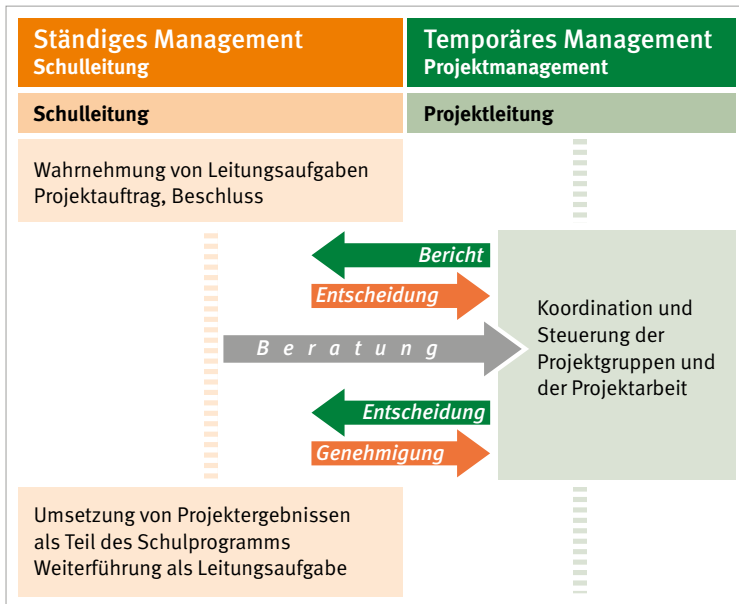 Ständiges Management
Schulleitung
Temporäres Management
Projektmanagement
Schulleitung
Projektleitung
Wahrnehmung von Leitungsaufgaben
Projektauftrag, Beschluss
Bericht
Entscheidung
Beratung
Entscheidung
Genehmigung
Koordination und
Steuerung der
Projektgruppen und
der Projektarbeit
Umsetzung von Projektergebnissen
als Teil des Schulprogramms
Weiterführung als Leitungsaufgabe